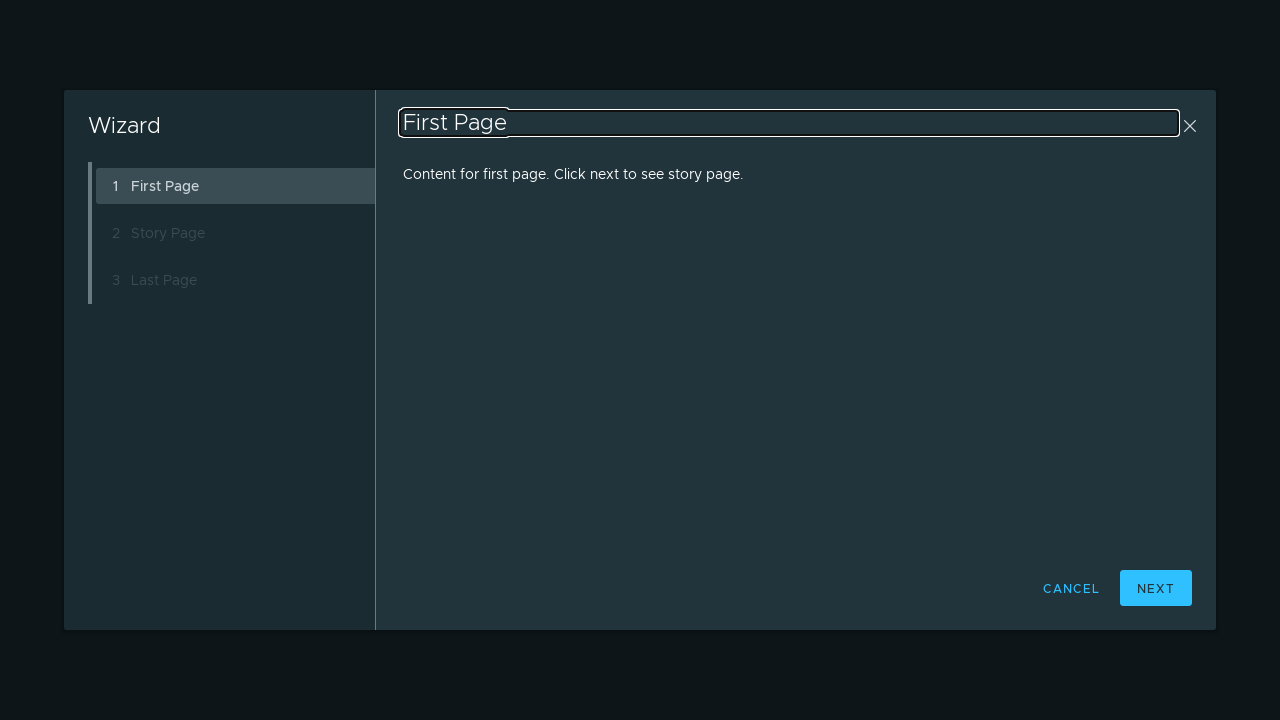 Wizard
1 First Page
2 Story Page
3 Last Page
First Page
Content for first page. Click next to see story page.
CANCEL
NEXT